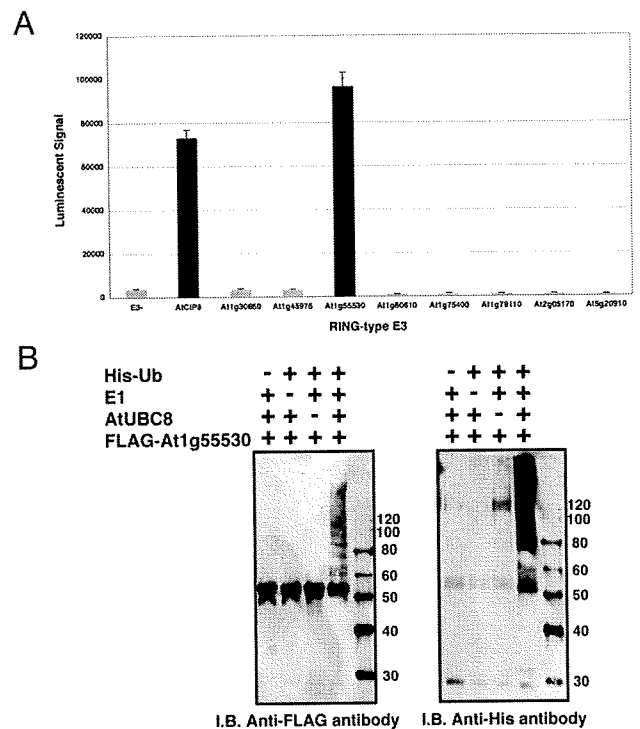 A
120000
100000
80000
60000
40000
20000
0
Luminescent Signal
E3- AtCIP8 At1g30860 At1g43975 At1g55530 At1g60610 At1g75400 At1g79110 At2g05170 At5g20910
RING-type E3
B
His-Ub - + + + - + + +
E1 + - + + + - + +
AtUBC8 + + - + + + - +
FLAG-At1g55530 + + + + + + + +
120
100
80
60
50
40
30
120
100
80
60
50
40
30
I.B. Anti-FLAG antibody
I.B. Anti-His antibody